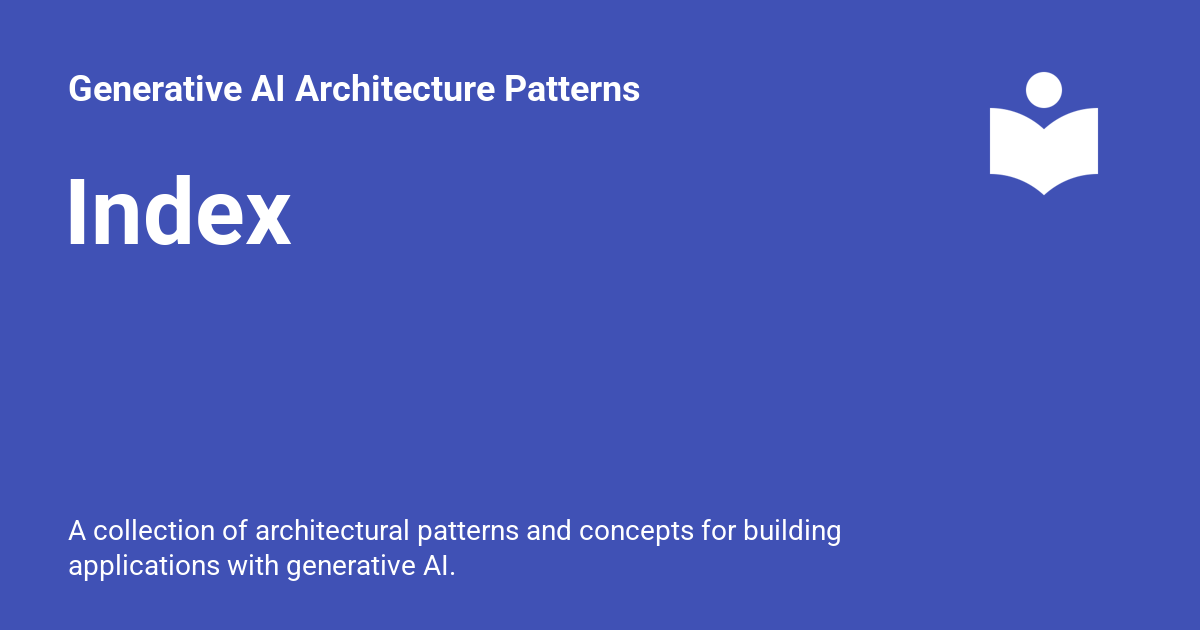 Generative AI Architecture Patterns
Index
A collection of architectural patterns and concepts for building
applications with generative AI.